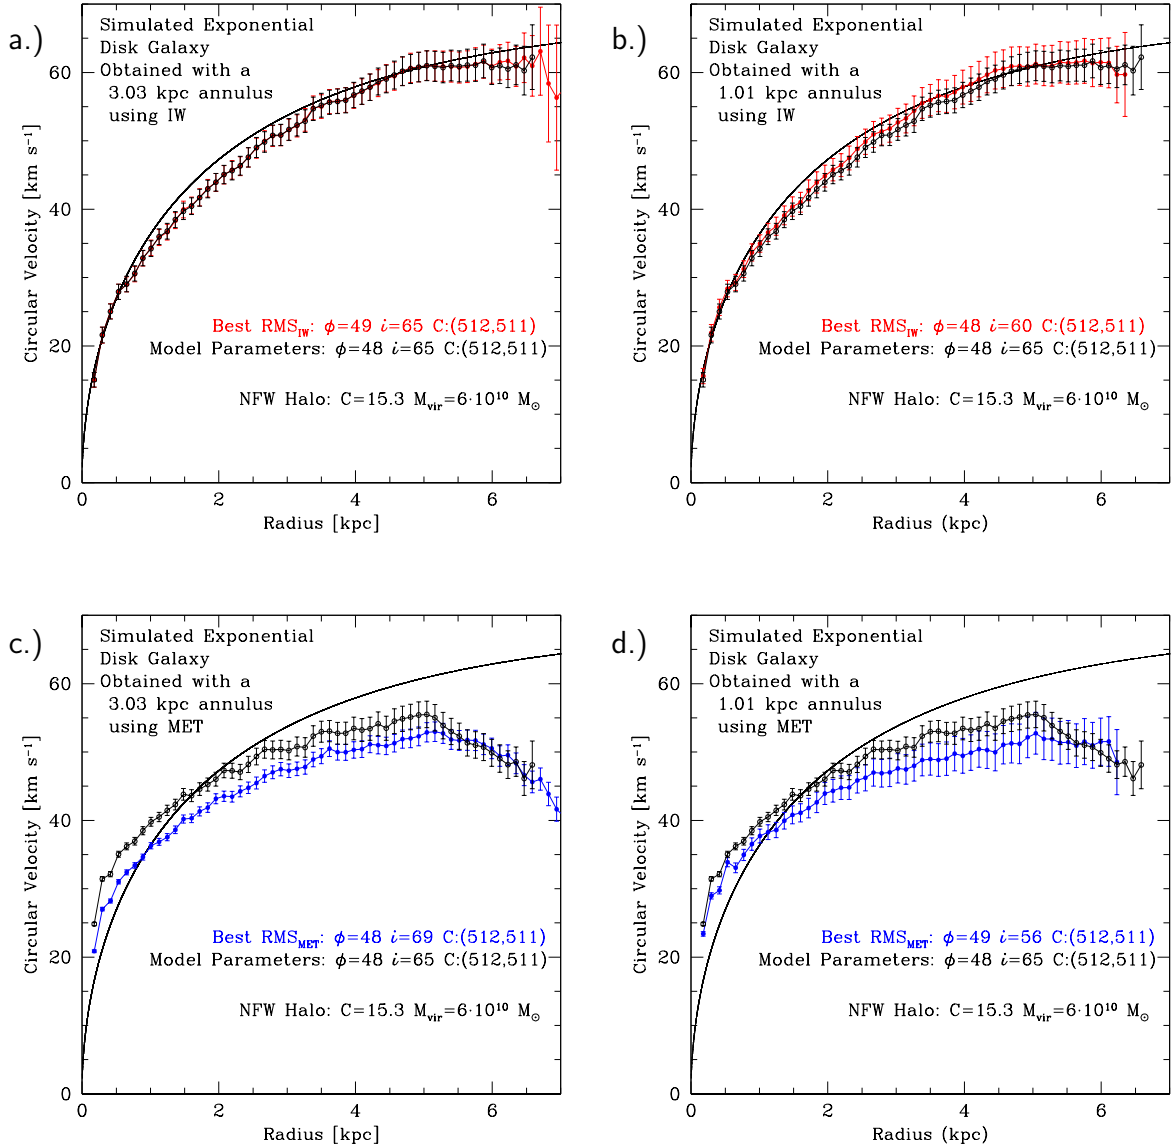 a.)
Simulated Exponential
Disk Galaxy
Obtained with a
3.03 kpc annulus
using IW
Best RMS_IW: ϕ=49 i=65 C:(512,511)
Model Parameters: ϕ=48 i=65 C:(512,511)
NFW Halo: C=15.3 M_vir=6·10¹⁰ M_⊙
Circular Velocity [km s⁻¹]
60
40
20
0
0 2 4 6
Radius [kpc]
b.)
Simulated Exponential
Disk Galaxy
Obtained with a
1.01 kpc annulus
using IW
Best RMS_IW: ϕ=48 i=60 C:(512,511)
Model Parameters: ϕ=48 i=65 C:(512,511)
NFW Halo: C=15.3 M_vir=6·10¹⁰ M_⊙
Circular Velocity [km s⁻¹]
60
40
20
0
0 2 4 6
Radius (kpc)
c.)
Simulated Exponential
Disk Galaxy
Obtained with a
3.03 kpc annulus
using MET
Best RMS_MET: ϕ=48 i=69 C:(512,511)
Model Parameters: ϕ=48 i=65 C:(512,511)
NFW Halo: C=15.3 M_vir=6·10¹⁰ M_⊙
Circular Velocity [km s⁻¹]
60
40
20
0
0 2 4 6
Radius [kpc]
d.)
Simulated Exponential
Disk Galaxy
Obtained with a
1.01 kpc annulus
using MET
Best RMS_MET: ϕ=49 i=56 C:(512,511)
Model Parameters: ϕ=48 i=65 C:(512,511)
NFW Halo: C=15.3 M_vir=6·10¹⁰ M_⊙
Circular Velocity [km s⁻¹]
60
40
20
0
0 2 4 6
Radius (kpc)